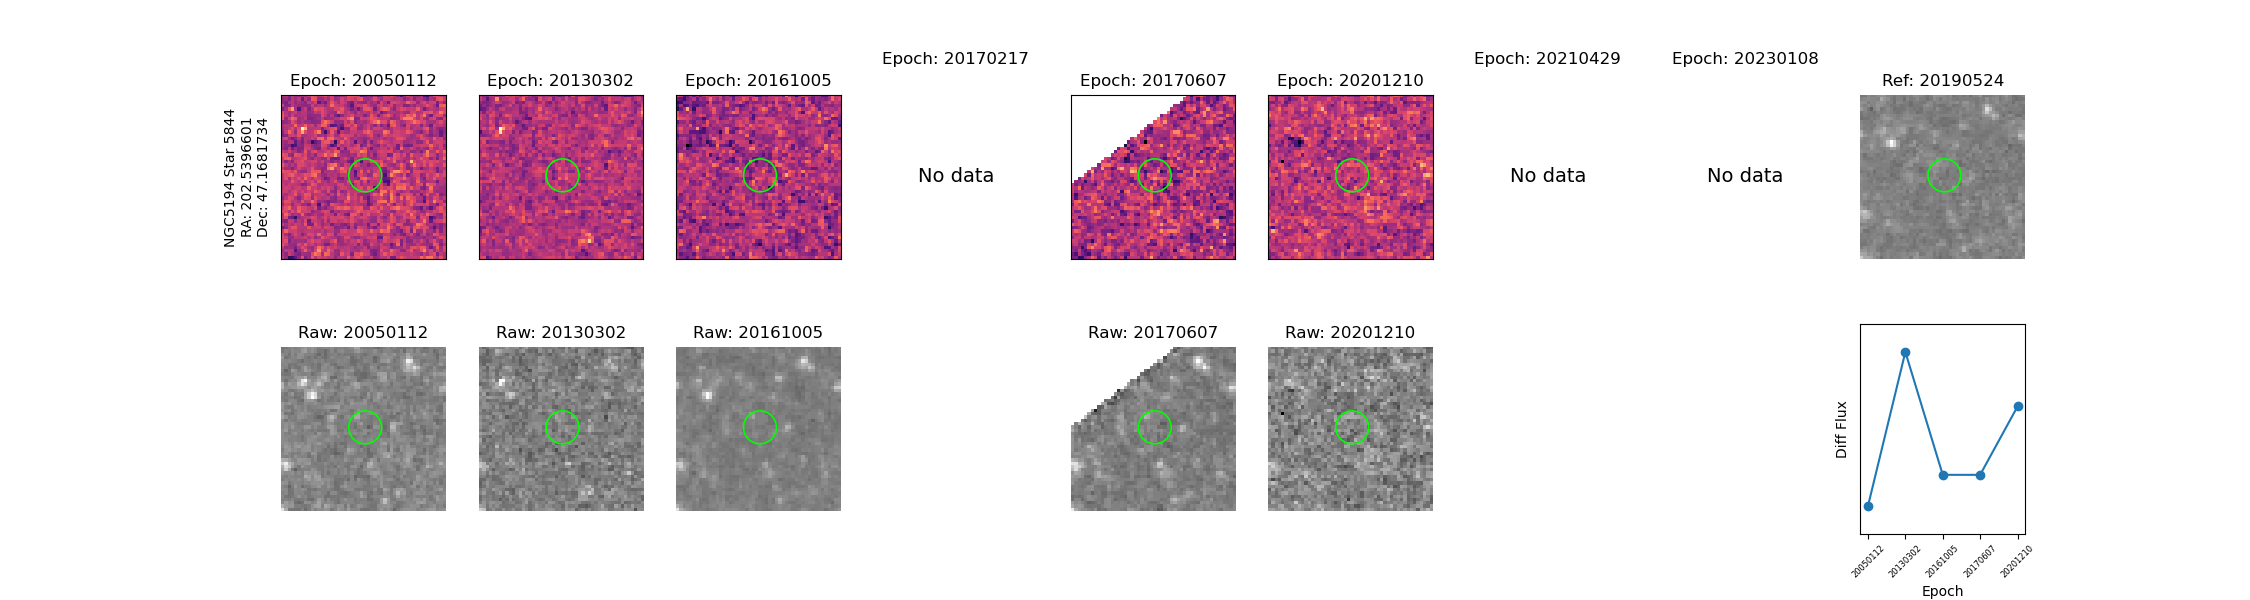 NGC5194 Star 5844
RA: 202.5396601
Dec: 47.1681734
Epoch: 20050112
Epoch: 20130302
Epoch: 20161005
Epoch: 20170217
No data
Epoch: 20170607
Epoch: 20201210
Epoch: 20210429
No data
Epoch: 20230108
No data
Ref: 20190524
Raw: 20050112
Raw: 20130302
Raw: 20161005
Raw: 20170607
Raw: 20201210
Diff Flux
20050112
20130302
20161005
20170607
20201210
Epoch